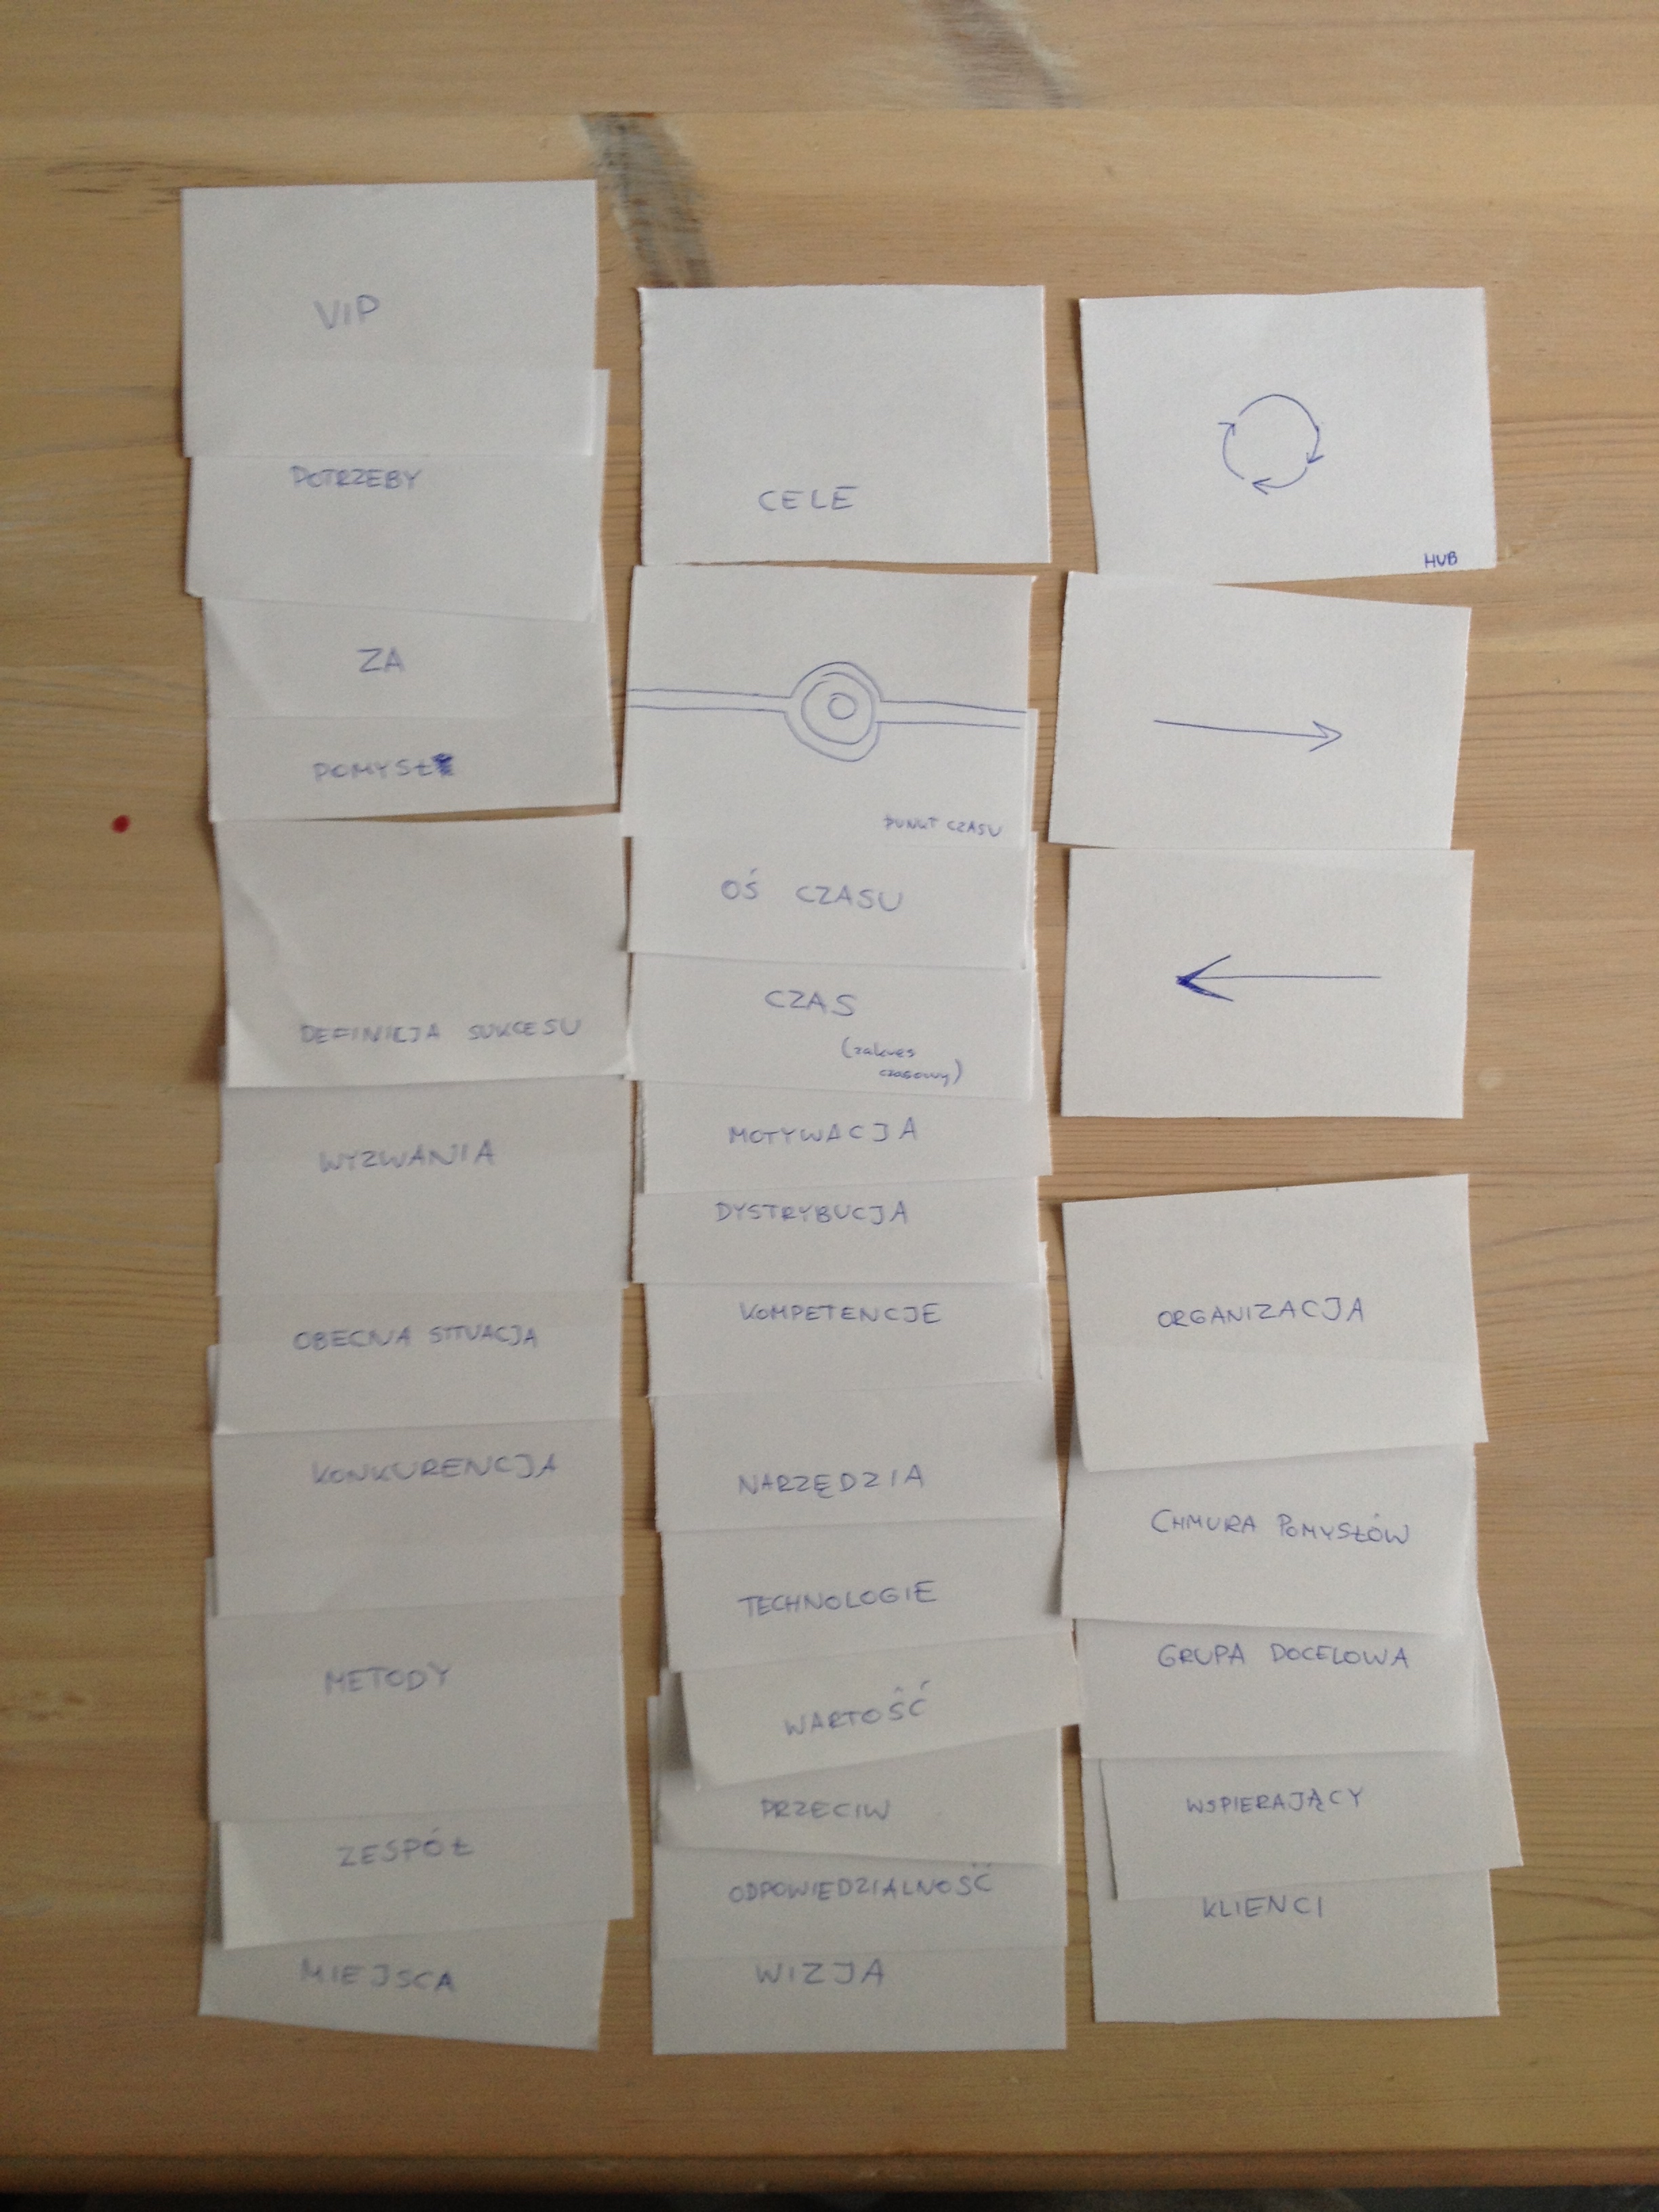 VIP
POTRZEBY
ZA
POMYSŁ
DEFINICJA SUKCESU
WYZWANIA
OBECNA SYTUACJA
KONKURENCJA
METODY
ZESPÓŁ
MIEJSCA
CELE
PUNKT CZASU
OŚ CZASU
CZAS
(zakres
czasowy)
MOTYWACJA
DYSTRYBUCJA
KOMPETENCJE
NARZĘDZIA
TECHNOLOGIE
WARTOŚĆ
PRZECIW
ODPOWIEDZIALNOŚĆ
WIZJA
HUB
ORGANIZACJA
CHMURA POMYSŁÓW
GRUPA DOCELOWA
WSPIERAJĄCY
KLIENCI